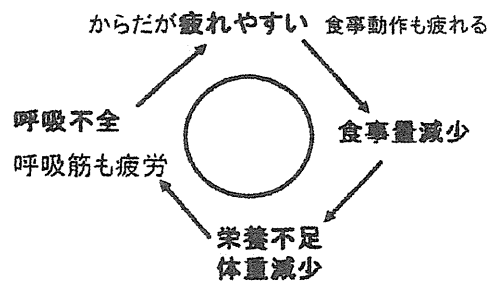 からだが疲れやすい 食事動作も疲れる
呼吸不全
食事量減少
呼吸筋も疲労
栄養不足
体重減少